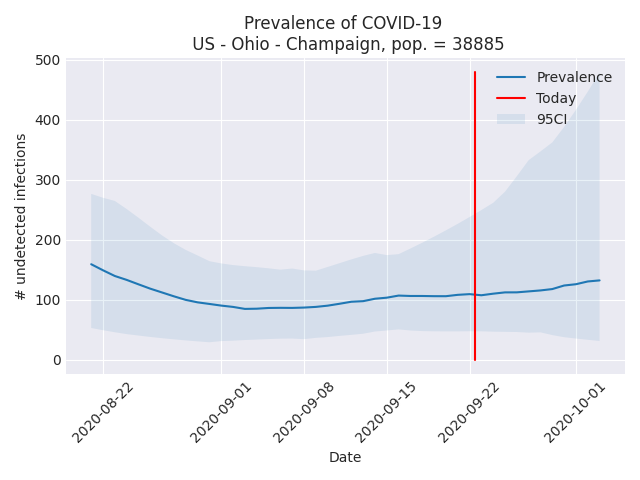 Prevalence of COVID-19
US - Ohio - Champaign, pop. = 38885
# undetected infections
500
400
300
200
100
0
Prevalence
Today
95CI
2020-08-22
2020-09-01
2020-09-08
2020-09-15
2020-09-22
2020-10-01
Date